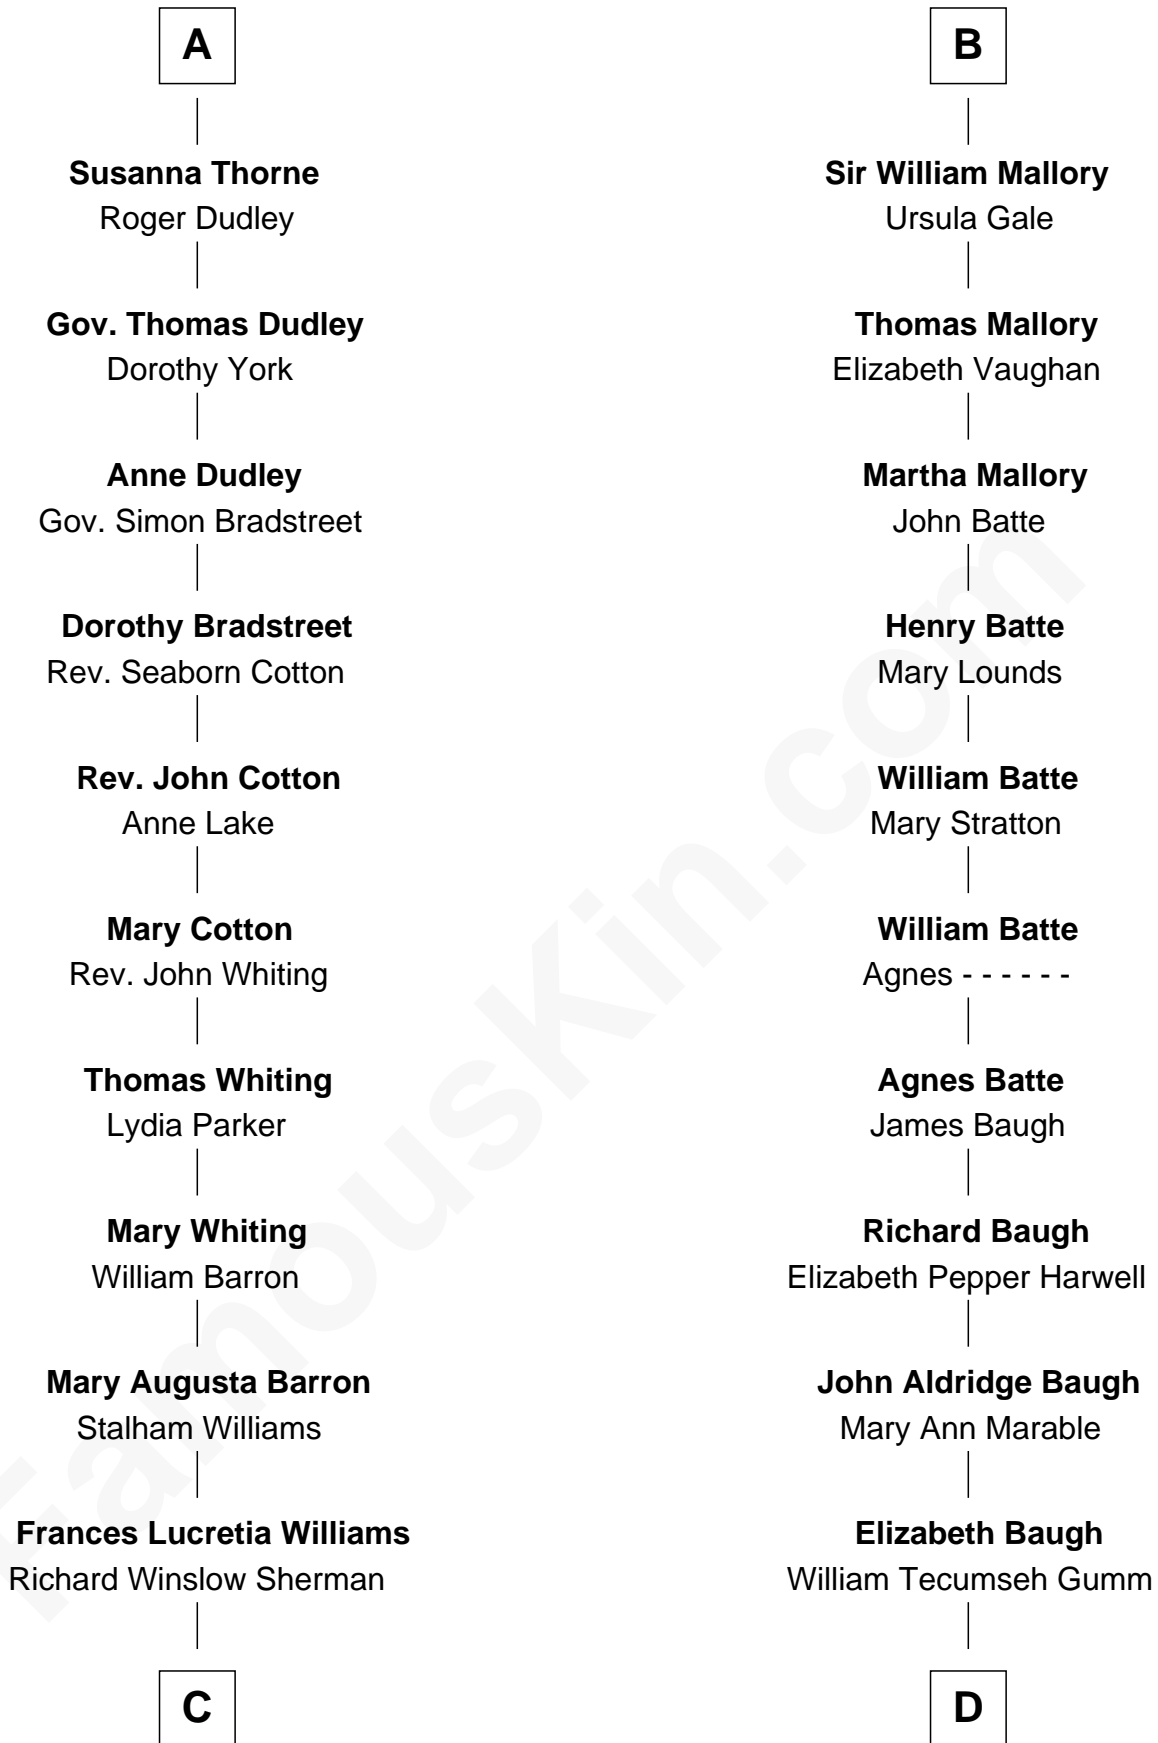 A
Susanna Thorne
Roger Dudley
Gov. Thomas Dudley
Dorothy York
Anne Dudley
Gov. Simon Bradstreet
Dorothy Bradstreet
Rev. Seaborn Cotton
Rev. John Cotton
Anne Lake
Mary Cotton
Rev. John Whiting
Thomas Whiting
Lydia Parker
Mary Whiting
William Barron
Mary Augusta Barron
Stalham Williams
Frances Lucretia Williams
Richard Winslow Sherman
C
B
Sir William Mallory
Ursula Gale
Thomas Mallory
Elizabeth Vaughan
Martha Mallory
John Batte
Henry Batte
Mary Lounds
William Batte
Mary Stratton
William Batte
Agnes - - - - - -
Agnes Batte
James Baugh
Richard Baugh
Elizabeth Pepper Harwell
John Aldridge Baugh
Mary Ann Marable
Elizabeth Baugh
William Tecumseh Gumm
D
FamousKin.com